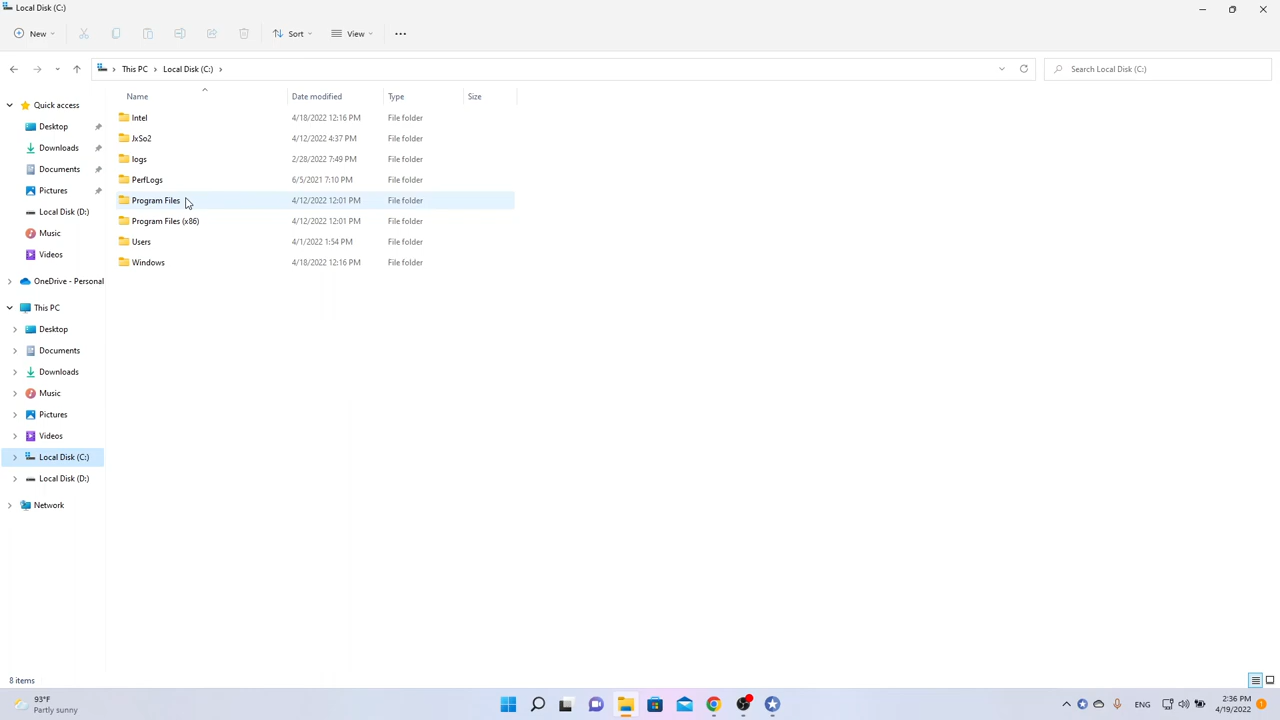 Local Disk (C:)
New
Sort
View
This PC
Local Disk (C:)
Search Local Disk (C:)
Name
Date modified
Type
Size
Quick access
Desktop
Downloads
Documents
Pictures
Local Disk (D:)
Music
Videos
OneDrive - Personal
This PC
Desktop
Documents
Downloads
Music
Pictures
Videos
Local Disk (C:)
Local Disk (D:)
Network
Intel 4/18/2022 12:16 PM File folder
JxSo2 4/12/2022 4:37 PM File folder
logs 2/28/2022 7:49 PM File folder
PerfLogs 6/5/2021 7:10 PM File folder
Program Files 4/12/2022 12:01 PM File folder
Program Files (x86) 4/12/2022 12:01 PM File folder
Users 4/1/2022 1:54 PM File folder
Windows 4/18/2022 12:16 PM File folder
8 items
93°F
Partly sunny
ENG
2:36 PM
4/19/2022